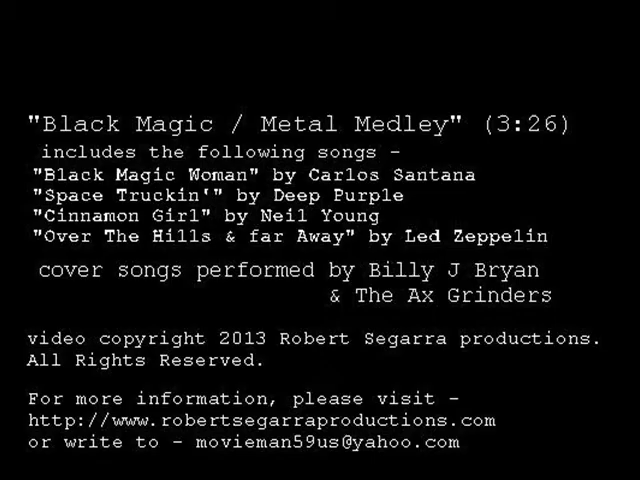 "Black Magic / Metal Medley" (3:26)
includes the following songs -
"Black Magic Woman" by Carlos Santana
"Space Truckin'" by Deep Purple
"Cinnamon Girl" by Neil Young
"Over The Hills & far Away" by Led Zeppelin
cover songs performed by Billy J Bryan
& The Ax Grinders
video copyright 2013 Robert Segarra productions.
All Rights Reserved.
For more information, please visit -
http://www.robertsegarraproductions.com
or write to - movieman59us@yahoo.com